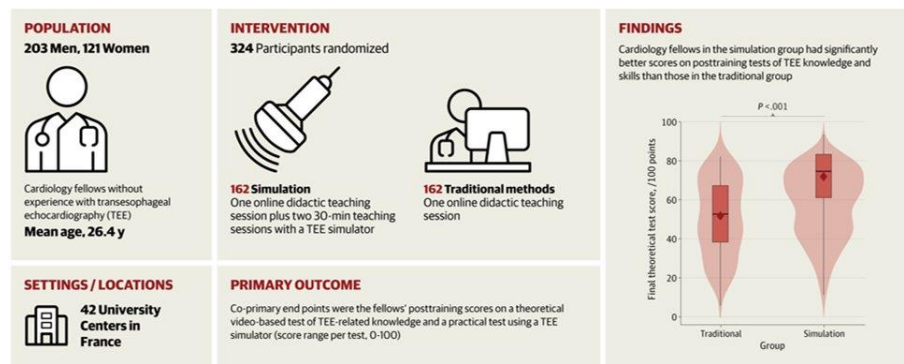 POPULATION
203 Men, 121 Women
Cardiology fellows without
experience with transesophageal
echocardiography (TEE)
Mean age, 26.4 y
INTERVENTION
324 Participants randomized
162 Simulation
One online didactic teaching
session plus two 30-min teaching
sessions with a TEE simulator
162 Traditional methods
One online didactic teaching
session
SETTINGS / LOCATIONS
42 University
Centers in
France
PRIMARY OUTCOME
Co-primary end points were the fellows' posttraining scores on a theoretical
video-based test of TEE-related knowledge and a practical test using a TEE
simulator (score range per test, 0-100)
FINDINGS
Cardiology fellows in the simulation group had significantly
better scores on posttraining tests of TEE knowledge and
skills than those in the traditional group
P <.001
Final theoretical test score, /100 points
100
80
60
40
20
0
Traditional
Simulation
Group